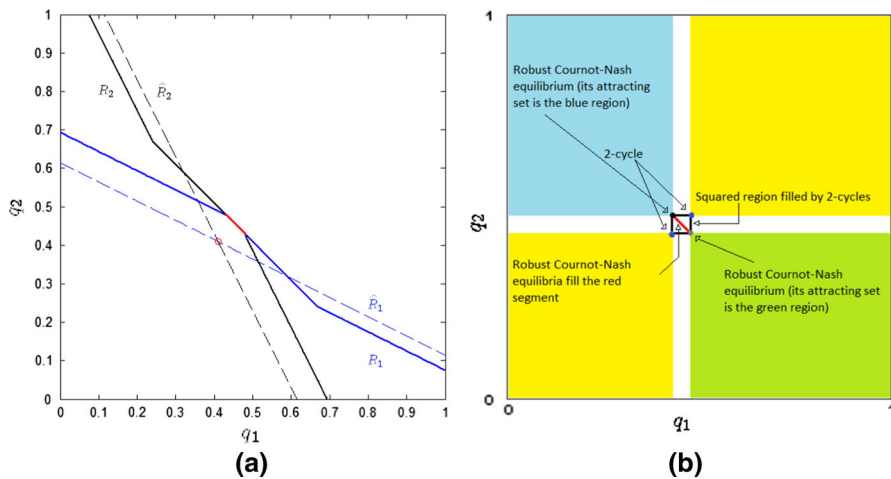 1
0.9
0.8
0.7
0.6
0.5
0.4
0.3
0.2
0.1
0
q2
R2
R̂2
R̂1
R1
0 0.1 0.2 0.3 0.4 0.5 0.6 0.7 0.8 0.9 1
q1
(a)
1
Robust Cournot-Nash
equilibrium (its attracting
set is the blue region)
2-cycle
Squared region filled by 2-cycles
q2
Robust Cournot-Nash
equilibria fill the red
segment
Robust Cournot-Nash
equilibrium (its attracting set
is the green region)
0
0
q1
(b)